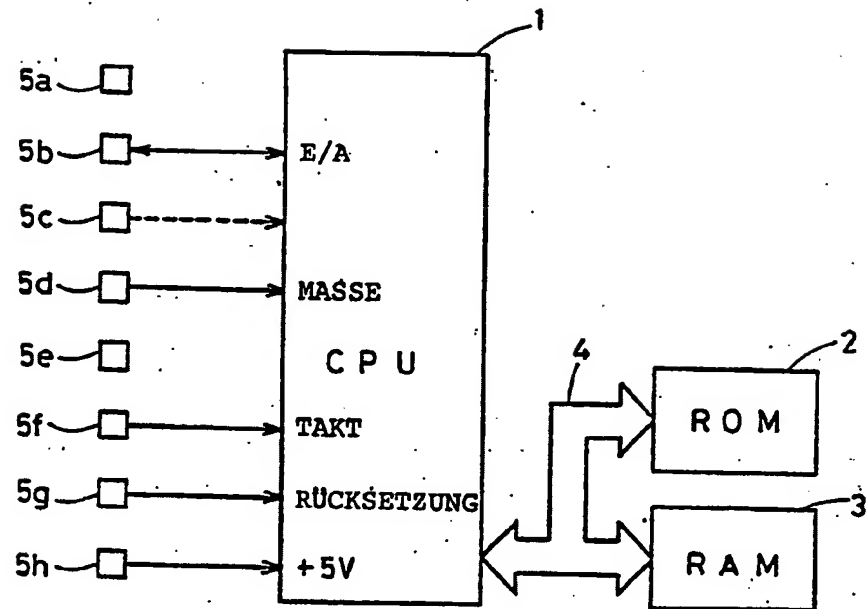 1
5a
5b E/A
5c
5d MASSE
5e CPU
4
2
ROM
5f TAKT
5g RÜCKSETZUNG
3
5h +5V
RAM